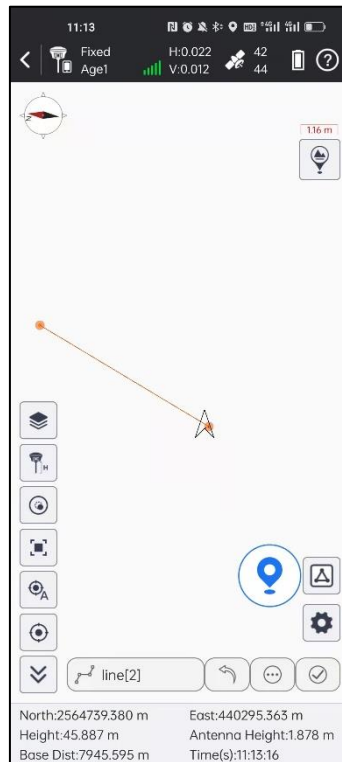 11:13
Fixed H:0.022 42
Age1 V:0.012 44
1.16 m
H
A
line[2]
North:2564739.380 m East:440295.363 m
Height:45.887 m Antenna Height:1.878 m
Base Dist:7945.595 m Time(s):11:13:16